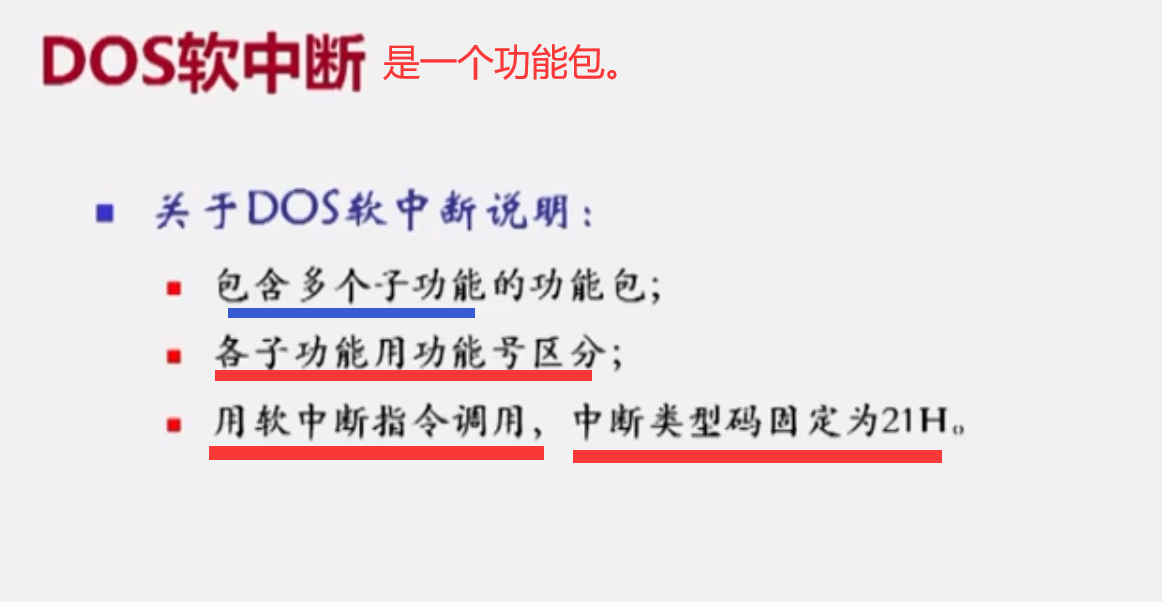 DOS软中断 是一个功能包。
关于DOS软中断说明：
包含多个子功能的功能包；
各子功能用功能号区分；
用软中断指令调用，中断类型码固定为21H。